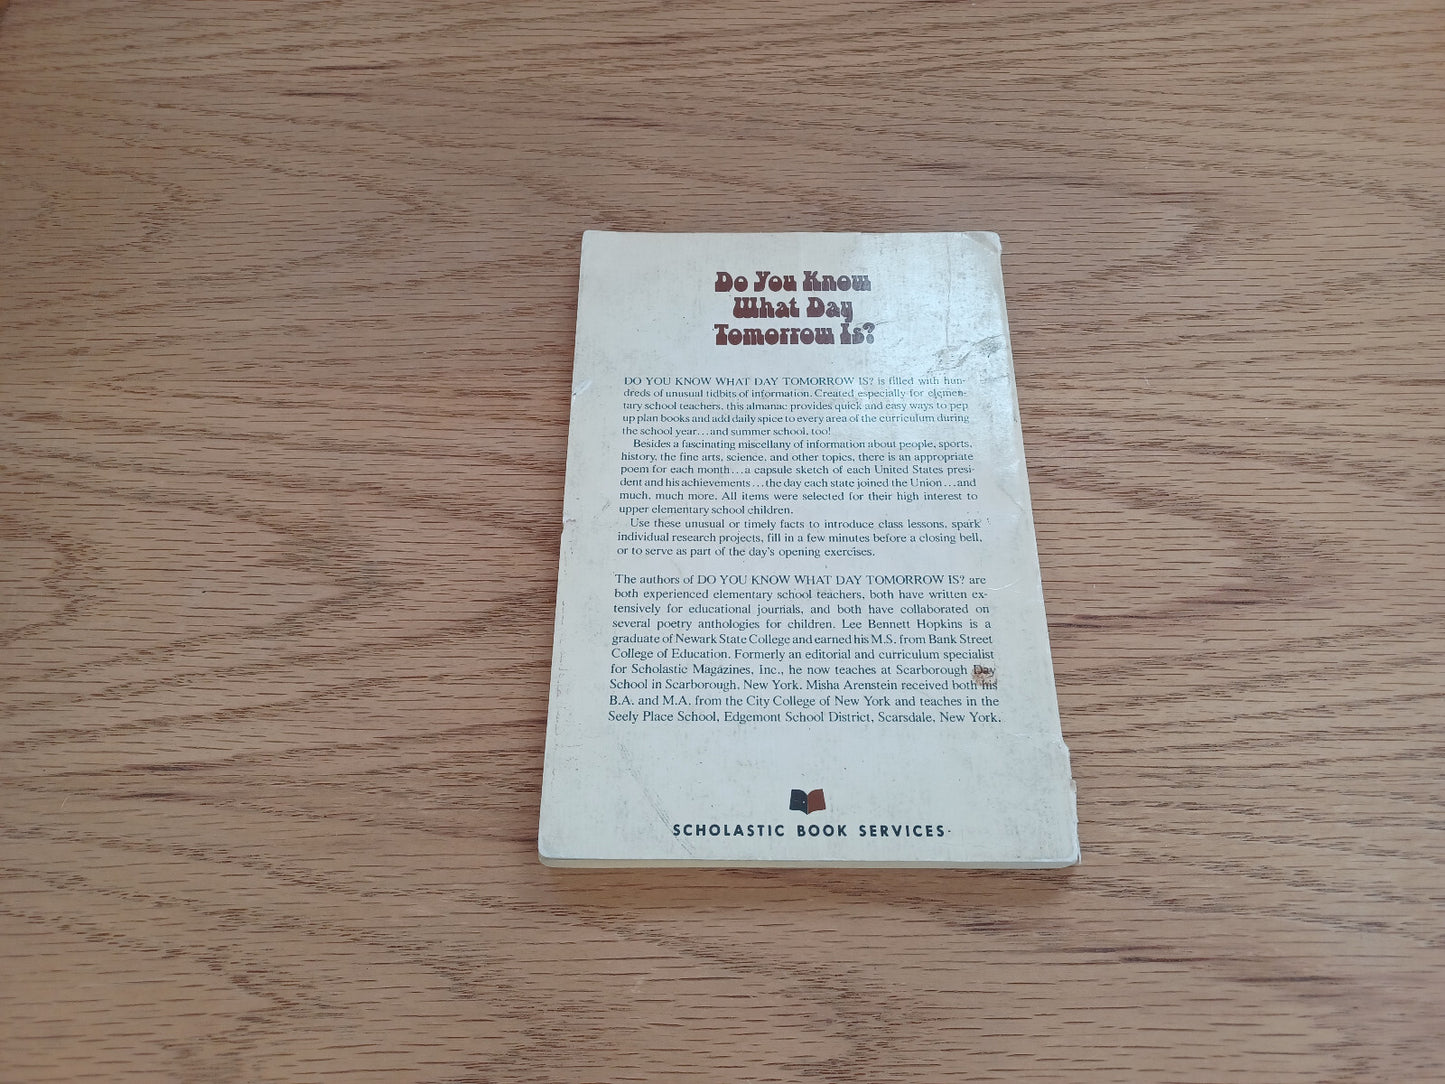 Do You Know
What Day
Tomorrow Is?
DO YOU KNOW WHAT DAY TOMORROW IS? is filled with hun-
dreds of unusual tidbits of information. Created especially for elemen-
tary school teachers, this almanac provides quick and easy ways to pep
up plan books and add daily spice to every area of the curriculum during
the school year...and summer school, too!
Besides a fascinating miscellany of information about people, sports,
history, the fine arts, science, and other topics, there is an appropriate
poem for each month...a capsule sketch of each United States presi-
dent and his achievements...the day each state joined the Union...and
much, much more. All items were selected for their high interest to
upper elementary school children.
Use these unusual or timely facts to introduce class lessons, spark
individual research projects, fill in a few minutes before a closing bell,
or to serve as part of the day's opening exercises.
The authors of DO YOU KNOW WHAT DAY TOMORROW IS? are
both experienced elementary school teachers, both have written ex-
tensively for educational journals, and both have collaborated on
several poetry anthologies for children. Lee Bennett Hopkins is a
graduate of Newark State College and earned his M.S. from Bank Street
College of Education. Formerly an editorial and curriculum specialist
for Scholastic Magazines, Inc., he now teaches at Scarborough Day
School in Scarborough, New York. Misha Arenstein received both his
B.A. and M.A. from the City College of New York and teaches in the
Seely Place School, Edgemont School District, Scarsdale, New York.
SCHOLASTIC BOOK SERVICES